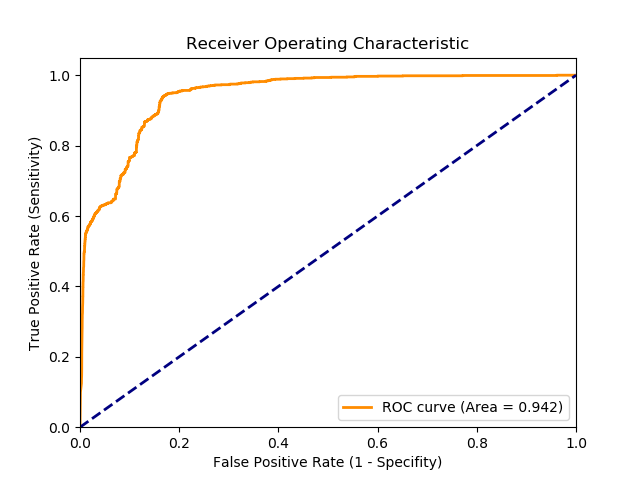 Receiver Operating Characteristic
True Positive Rate (Sensitivity)
1.0
0.8
0.6
0.4
0.2
0.0
ROC curve (Area = 0.942)
0.0 0.2 0.4 0.6 0.8 1.0
False Positive Rate (1 - Specifity)